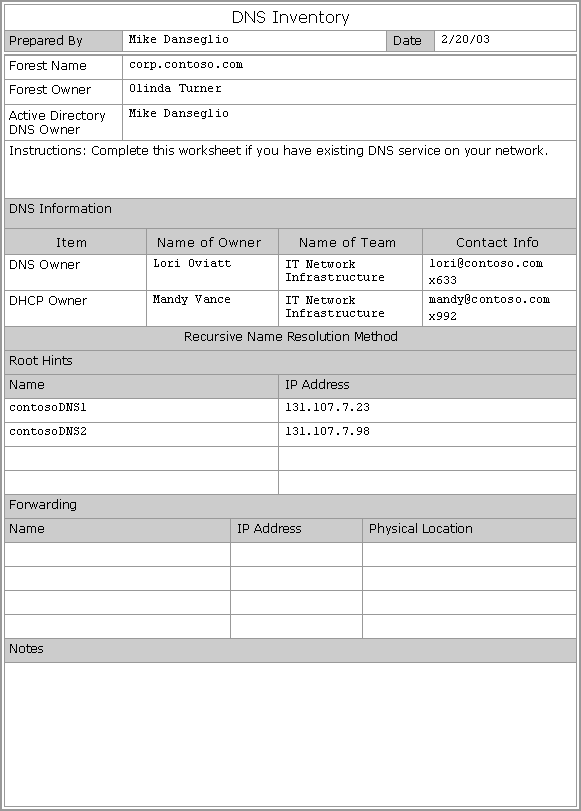 DNS Inventory
Prepared By Mike Danseglio Date 2/20/03
Forest Name corp.contoso.com
Forest Owner Olinda Turner
Active Directory DNS Owner Mike Danseglio
Instructions: Complete this worksheet if you have existing DNS service on your network.
DNS Information
Item Name of Owner Name of Team Contact Info
DNS Owner Lori Oviatt IT Network Infrastructure lori@contoso.com x633
DHCP Owner Mandy Vance IT Network Infrastructure mandy@contoso.com x992
Recursive Name Resolution Method
Root Hints
Name IP Address
contosoDNS1 131.107.7.23
contosoDNS2 131.107.7.98
Forwarding
Name IP Address Physical Location
Notes